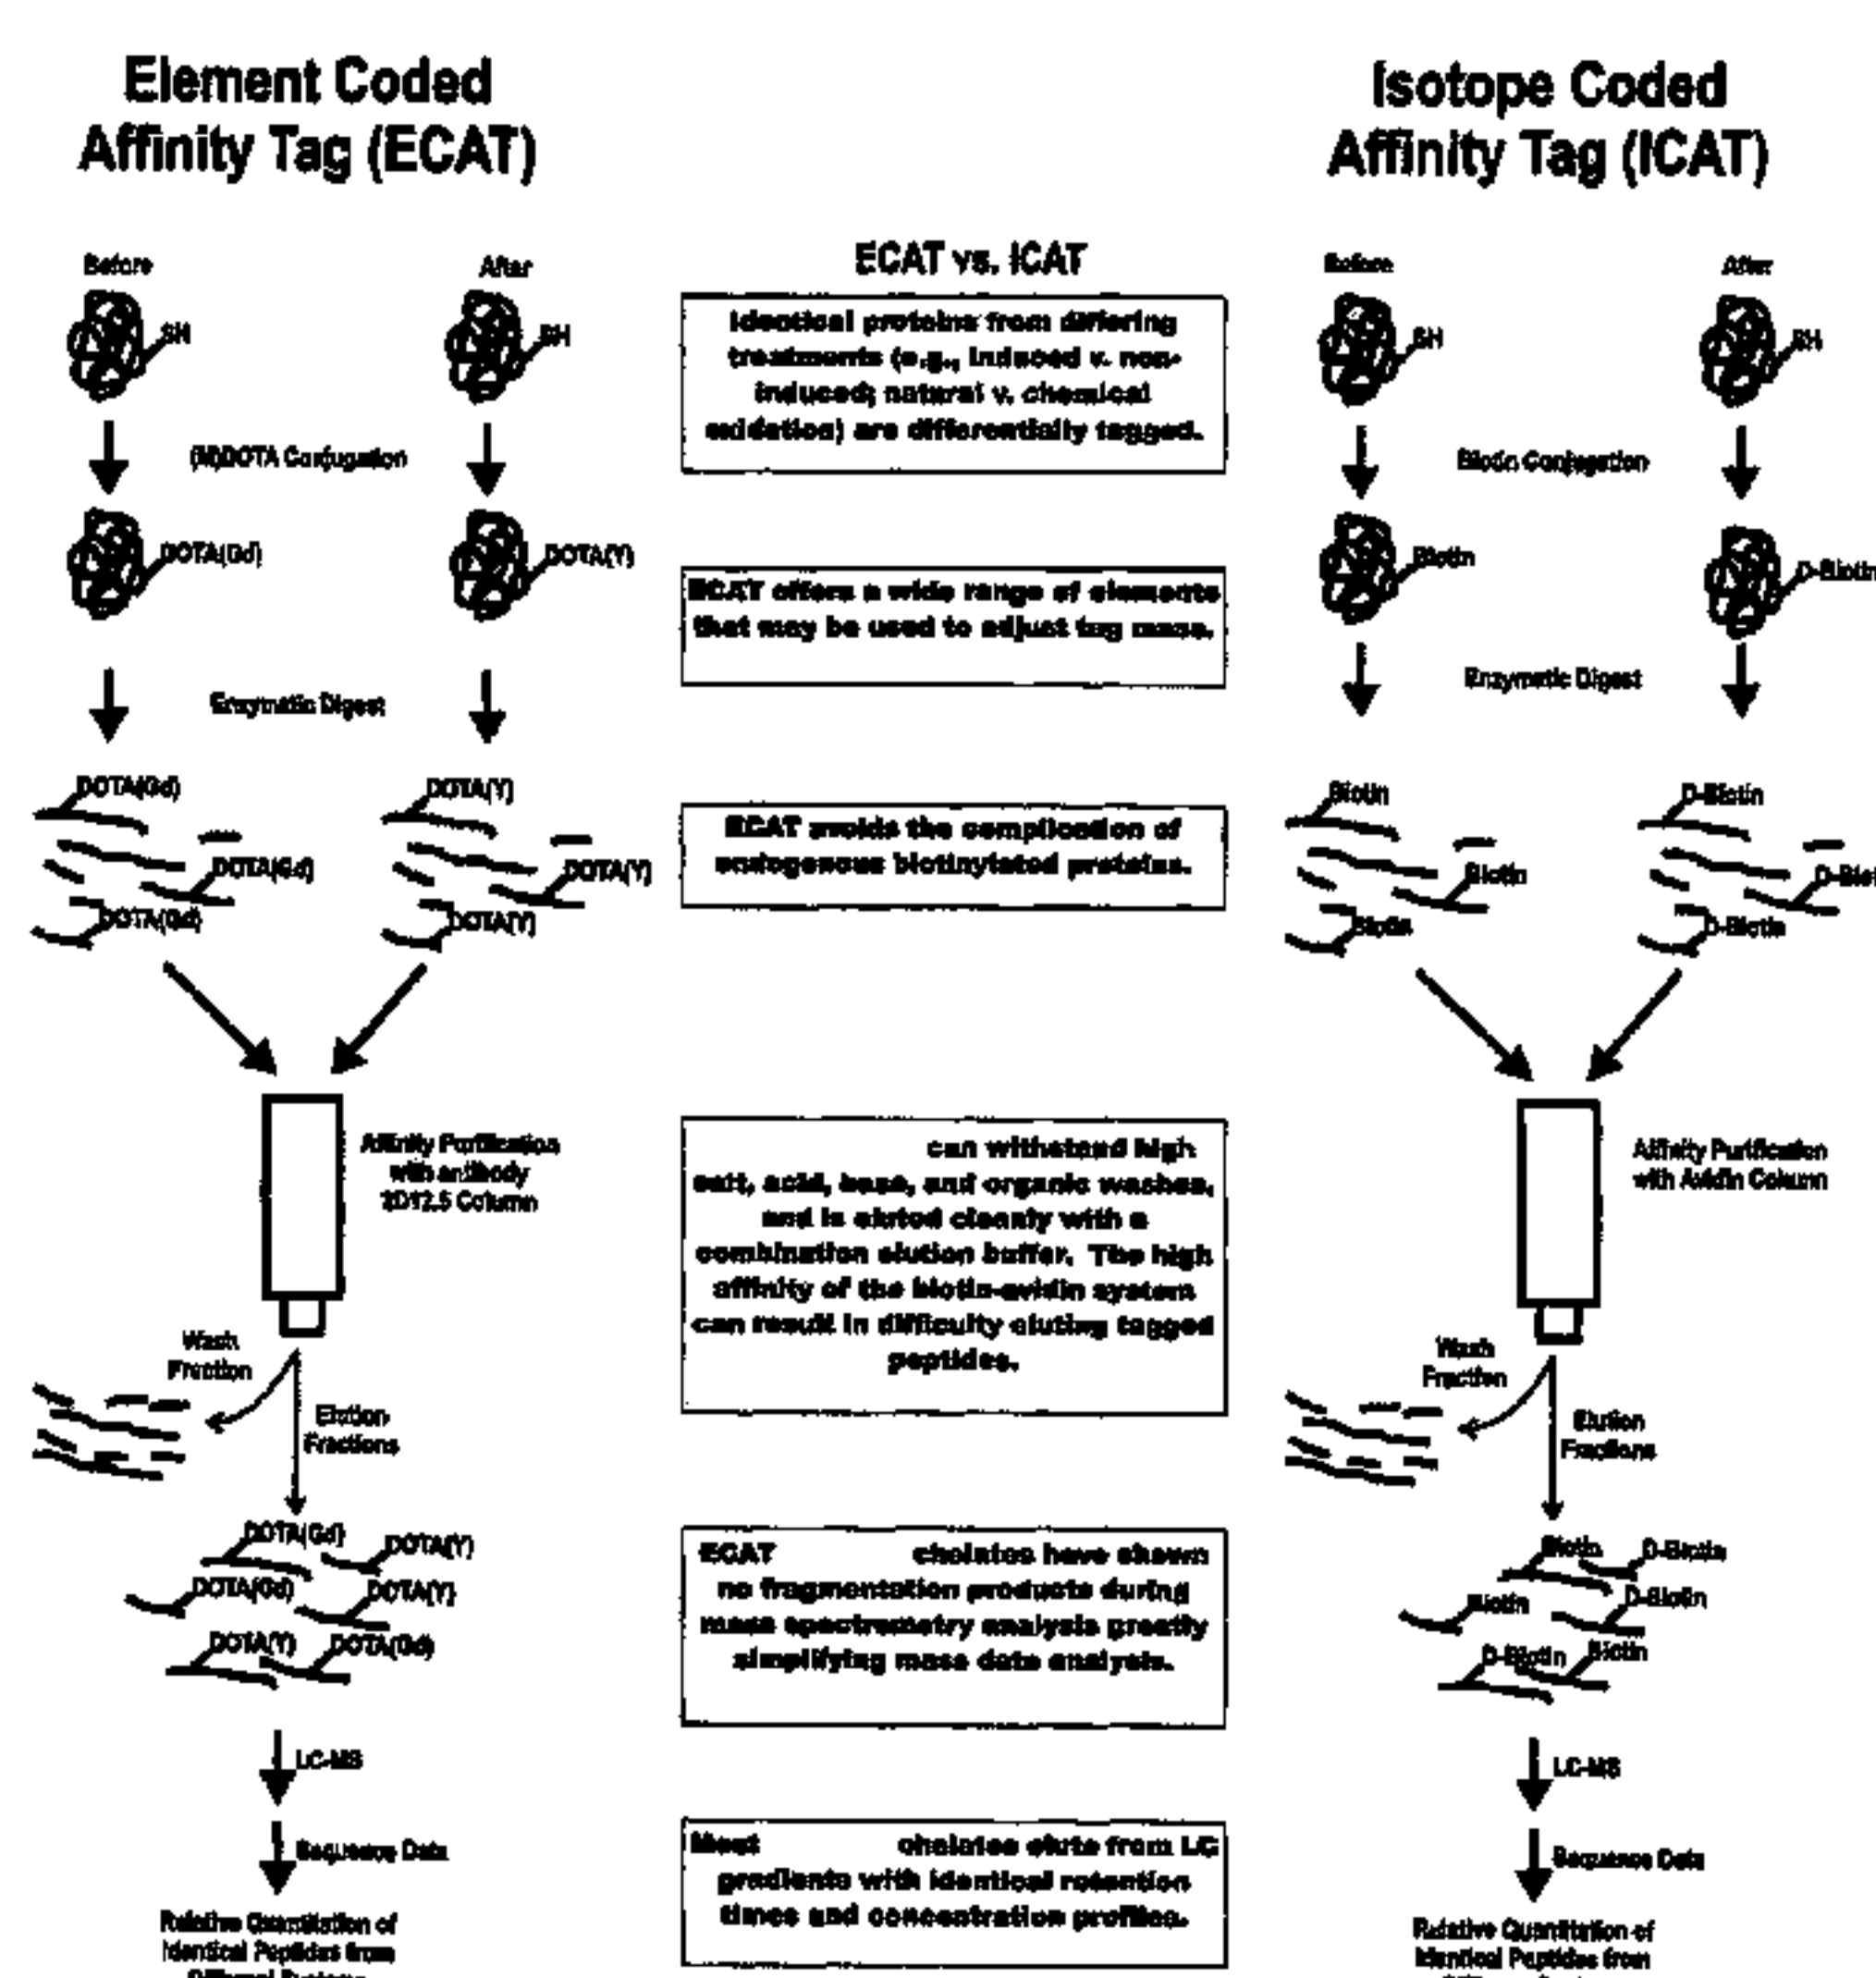 Element Coded
Affinity Tag (ECAT)
Before
After
SH
SH
DOTA Conjugation
DOTA(Gd)
DOTA(Y)
Enzymatic Digest
DOTA(Gd)
DOTA(Y)
DOTA(Gd)
DOTA(Y)
DOTA(Gd)
DOTA(Y)
Affinity Purification
with antibody
2D12.5 Column
Wash
Fraction
Elution
Fractions
DOTA(Gd)
DOTA(Y)
DOTA(Gd)
DOTA(Y)
DOTA(Y)
DOTA(Gd)
LC-MS
Sequence Data
Relative Quantitation of
Identical Peptides from
ECAT vs. ICAT
Identical proteins from differing
treatments (e.g., induced v. non-
induced; natural v. chemical
oxidation) are differentially tagged.
ECAT offers a wide range of elements
that may be used to adjust tag mass.
ECAT avoids the complication of
endogenous biotinylated proteins.
can withstand high
salt, acid, base, and organic washes,
and is eluted cleanly with a
combination elution buffer. The high
affinity of the biotin-avidin system
can result in difficulty eluting tagged
peptides.
ECAT chelates have shown
no fragmentation products during
mass spectrometry analysis greatly
simplifying mass data analysis.
Most chelates elute from LC
gradients with identical retention
times and concentration profiles.
Isotope Coded
Affinity Tag (ICAT)
Before
After
SH
SH
Biotin Conjugation
Biotin
D-Biotin
Enzymatic Digest
Biotin
D-Biotin
Biotin
Biotin
D-Biotin
Affinity Purification
with Avidin Column
Wash
Fraction
Elution
Fractions
Biotin
D-Biotin
Biotin
D-Biotin
D-Biotin
Biotin
LC-MS
Sequence Data
Relative Quantitation of
Identical Peptides from